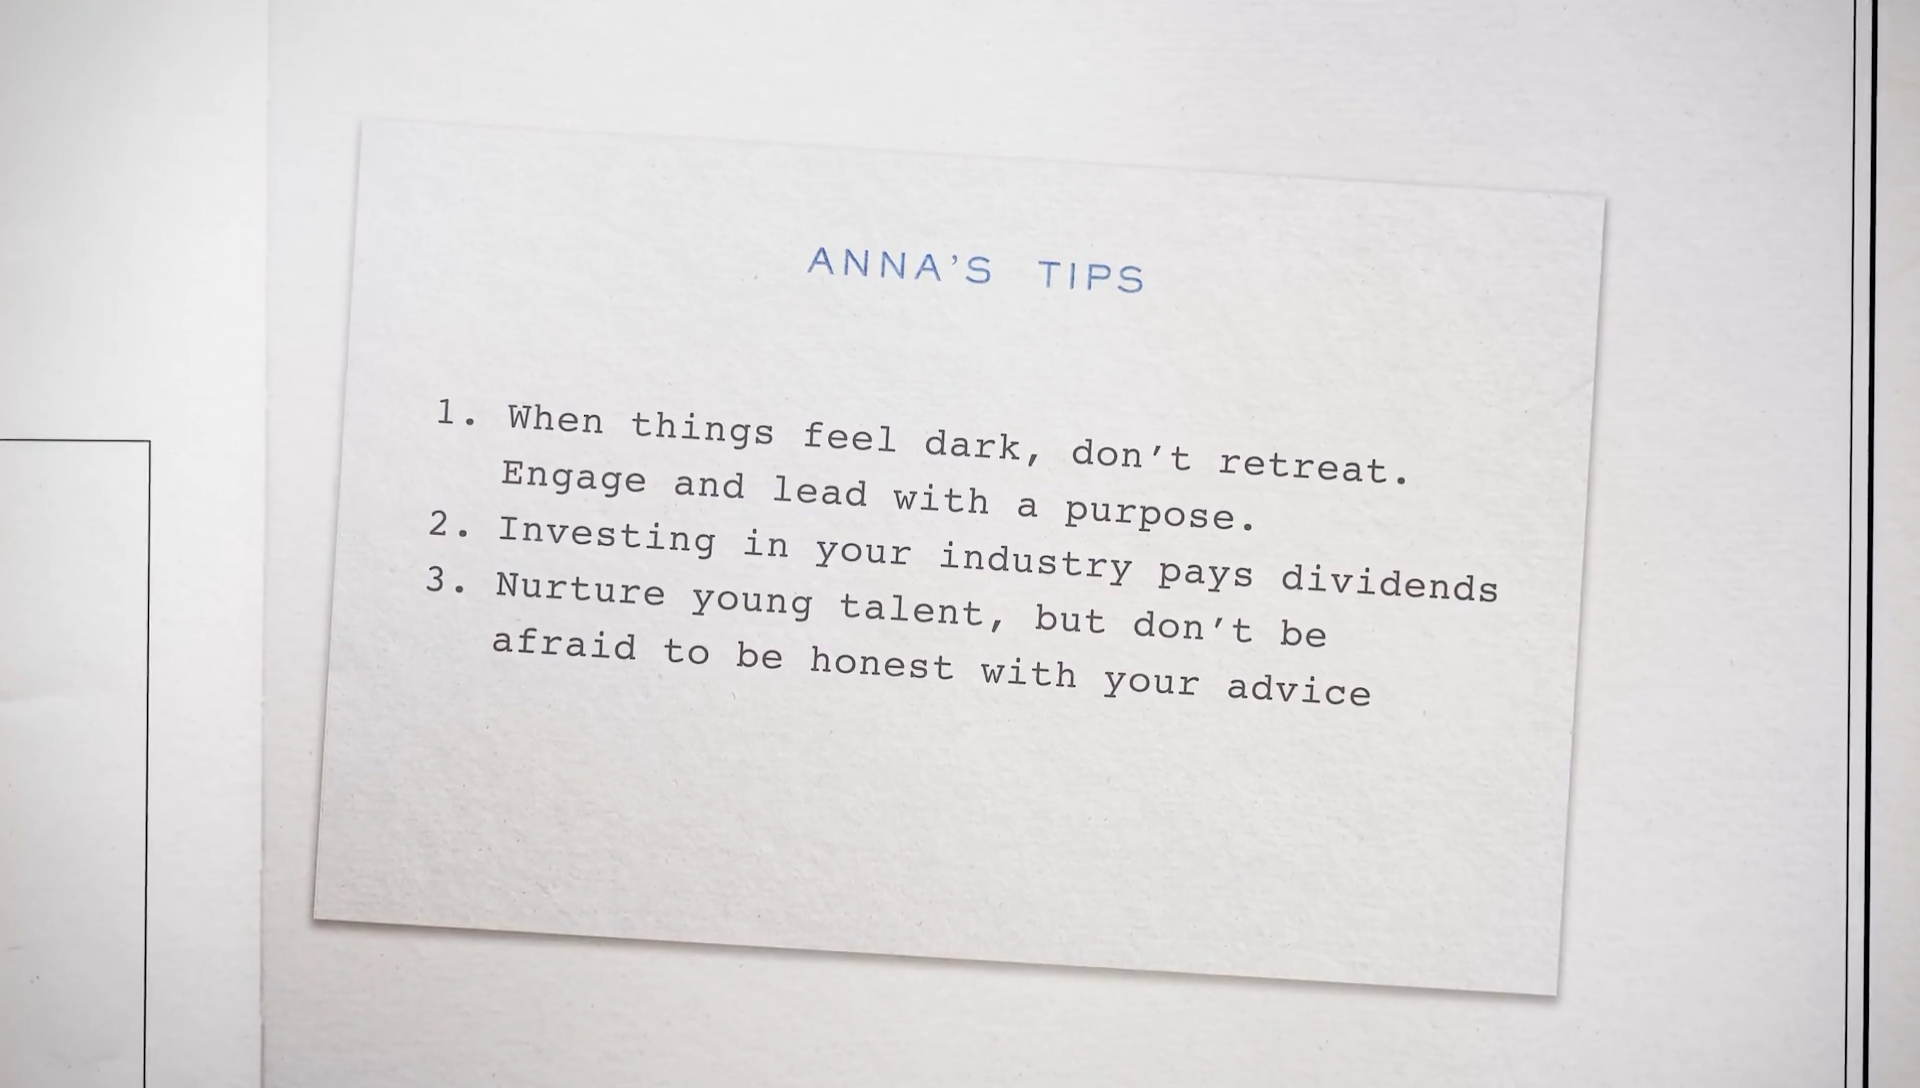 ANNA'S TIPS
1. When things feel dark, don't retreat.
Engage and lead with a purpose.
2. Investing in your industry pays dividends
3. Nurture young talent, but don't be
afraid to be honest with your advice